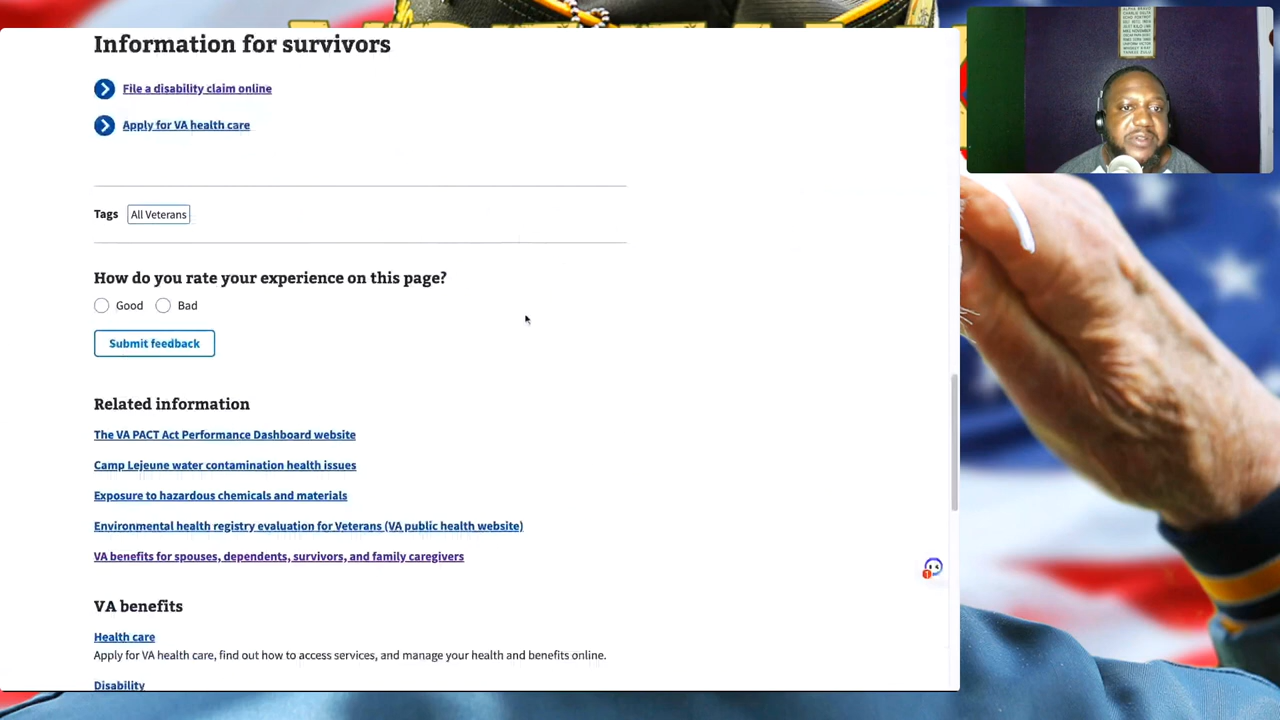 Information for survivors
File a disability claim online
Apply for VA health care
Tags All Veterans
How do you rate your experience on this page?
Good Bad
Submit feedback
Related information
The VA PACT Act Performance Dashboard website
Camp Lejeune water contamination health issues
Exposure to hazardous chemicals and materials
Environmental health registry evaluation for Veterans (VA public health website)
VA benefits for spouses, dependents, survivors, and family caregivers
VA benefits
Health care
Apply for VA health care, find out how to access services, and manage your health and benefits online.
Disability